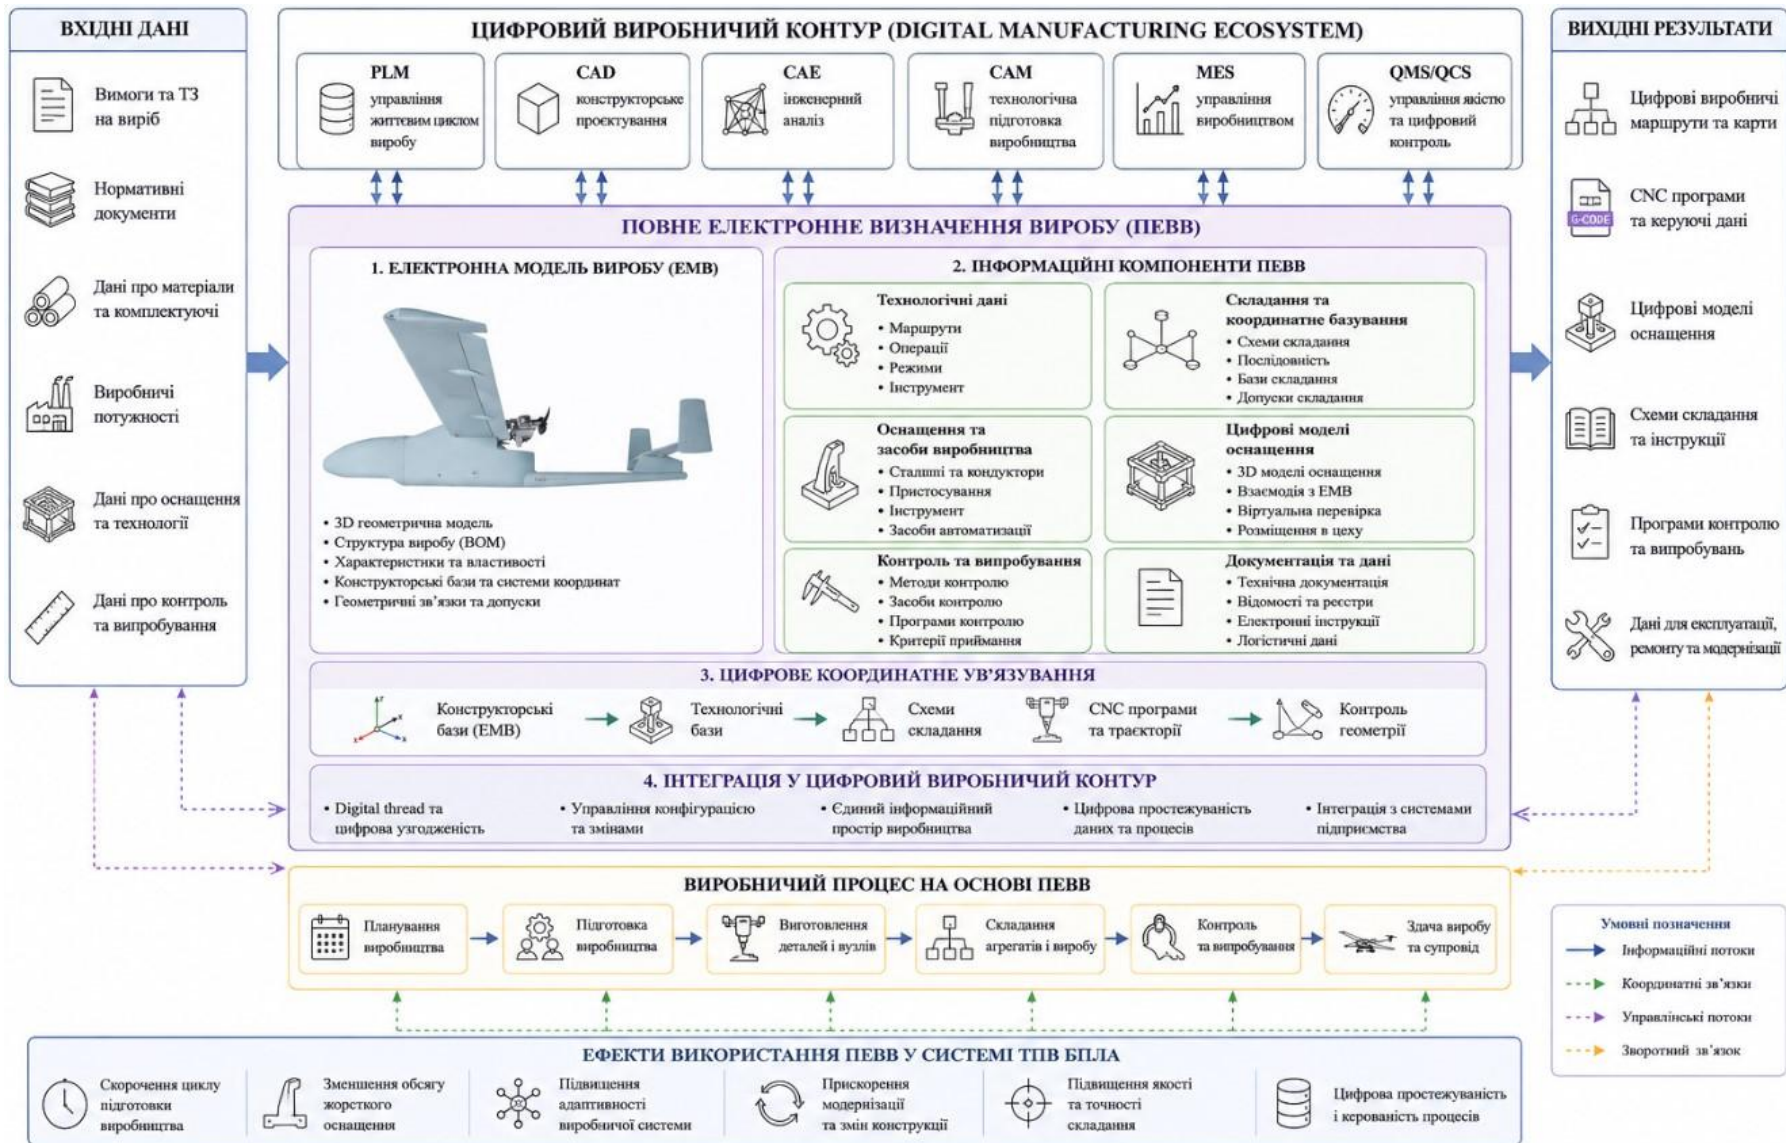 ВХІДНІ ДАНІ
Вимоги та ТЗ
на виріб
Нормативні
документи
Дані про матеріали
та комплектуючі
Виробничі
потужності
Дані про оснащення
та технології
Дані про контроль
та випробування
ЦИФРОВИЙ ВИРОБНИЧИЙ КОНТУР (DIGITAL MANUFACTURING ECOSYSTEM)
PLM
управління
життєвим циклом
виробу
CAD
конструкторське
проєктування
CAE
інженерний
аналіз
CAM
технологічна
підготовка
виробництва
MES
управління
виробництвом
QMS/QCS
управління якістю
та цифровий
контроль
ПОВНЕ ЕЛЕКТРОННЕ ВИЗНАЧЕННЯ ВИРОБУ (ПЕВВ)
1. ЕЛЕКТРОННА МОДЕЛЬ ВИРОБУ (ЕМВ)
• 3D геометрична модель
• Структура виробу (BOM)
• Характеристики та властивості
• Конструкторські бази та системи координат
• Геометричні зв’язки та допуски
2. ІНФОРМАЦІЙНІ КОМПОНЕНТИ ПЕВВ
Технологічні дані
• Маршрути
• Операції
• Режими
• Інструмент
Складання та
координатне базування
• Схеми складання
• Послідовність
• Бази складання
• Допуски складання
Оснащення та
засоби виробництва
• Сташпі та кондуктори
• Пристосування
• Інструмент
• Засоби автоматизації
Цифрові моделі
оснащення
• 3D моделі оснащення
• Взаємодія з ЕМВ
• Віртуальна перевірка
• Розміщення в цеху
Контроль та випробування
• Методи контролю
• Засоби контролю
• Програми контролю
• Критерії приймання
Документація та дані
• Технічна документація
• Відомості та реєстри
• Електронні інструкції
• Логістичні дані
3. ЦИФРОВЕ КООРДИНАТНЕ УВ’ЯЗУВАННЯ
Конструкторські
бази (ЕМВ)
Технологічні
бази
Схеми
складання
CNC програми
та траєкторії
Контроль
геометрії
4. ІНТЕГРАЦІЯ У ЦИФРОВИЙ ВИРОБНИЧИЙ КОНТУР
• Digital thread та
цифрова узгодженість
• Управління конфігурацією
та змінами
• Єдиний інформаційний
простір виробництва
• Цифрова простежуваність
даних та процесів
• Інтеграція з системами
підприємства
ВИХІДНІ РЕЗУЛЬТАТИ
Цифрові виробничі
маршрути та карти
G-CODE
CNC програми
та керуючі дані
Цифрові моделі
оснащення
Схеми складання
та інструкції
Програми контролю
та випробувань
Дані для експлуатації,
ремонту та модернізації
ВИРОБНИЧИЙ ПРОЦЕС НА ОСНОВІ ПЕВВ
Планування
виробництва
Підготовка
виробництва
Виготовлення
деталей і вузлів
Складання
агрегатів і виробу
Контроль
та випробування
Здача виробу
та супровід
Умовні позначення
Інформаційні потоки
Координатні зв’язки
Управлінські потоки
Зворотний зв’язок
ЕФЕКТИ ВИКОРИСТАННЯ ПЕВВ У СИСТЕМІ ТПВ БПЛА
Скорочення циклу
підготовки
виробництва
Зменшення обсягу
жорсткого
оснащення
Підвищення
адаптивності
виробничої системи
Прискорення
модернізації
та змін конструкції
Підвищення якості
та точності
складання
Цифрова простежуваність
і керованість процесів